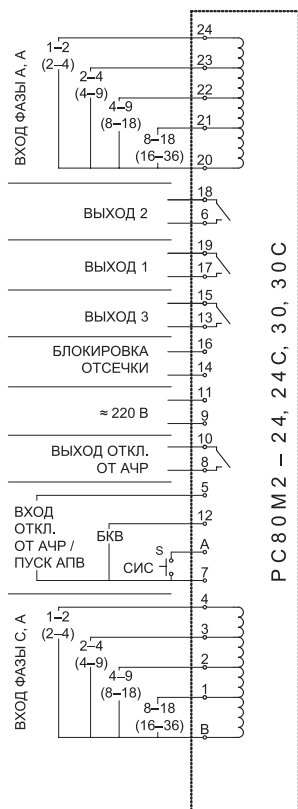 24
1–2
(2–4)
23
2–4
(4–9)
22
4–9
(8–18)
21
8–18
(16–36)
20
ВХОД ФАЗЫ А, А
18
ВЫХОД 2
6
19
ВЫХОД 1
17
15
ВЫХОД 3
13
БЛОКИРОВКА
ОТСЕЧКИ
16
14
11
≈ 220 В
9
10
ВЫХОД ОТКЛ.
ОТ АЧР
8
5
ВХОД
ОТКЛ.
ОТ АЧР /
ПУСК АПВ
12
БКВ
А
S
СИС
7
4
1–2
(2–4)
3
2–4
(4–9)
2
4–9
(8–18)
1
8–18
(16–36)
В
ВХОД ФАЗЫ С, А
РС80М2 – 24, 24С, 30, 30С